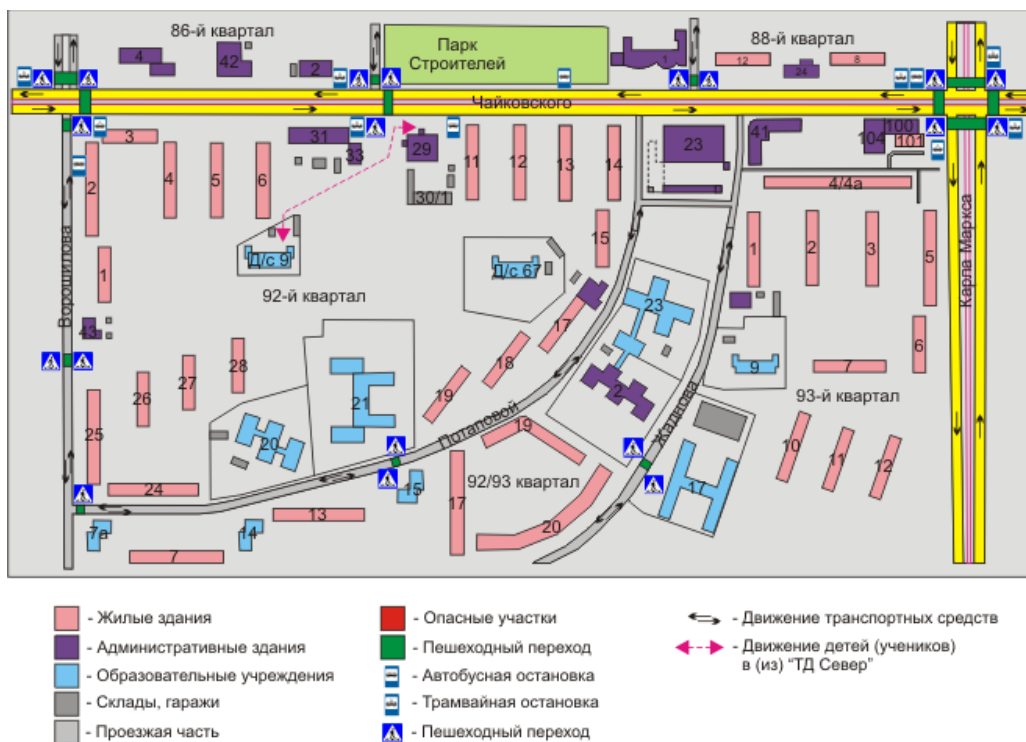 86-й квартал
4
42
2
Парк
Строителей
1
88-й квартал
12
24
8
Чайковского
3
31
33
29
30/1
2
4
5
6
11
12
13
14
23
41
104
100
101
4/4а
Ворошилова
1
43
Д/с 9
92-й квартал
Д/с 67
15
17
18
19
23
2
1
2
3
5
6
9
7
93-й квартал
Карла Маркса
25
26
27
28
20
21
24
Потаповой
Жаднова
19
92/93 квартал
17
20
15
13
14
7а
7
17
10
11
12
- Жилые здания
- Административные здания
- Образовательные учреждения
- Склады, гаражи
- Проезжая часть
- Опасные участки
- Пешеходный переход
- Автобусная остановка
- Трамвайная остановка
- Пешеходный переход
- Движение транспортных средств
- Движение детей (учеников)
в (из) “ТД Север”